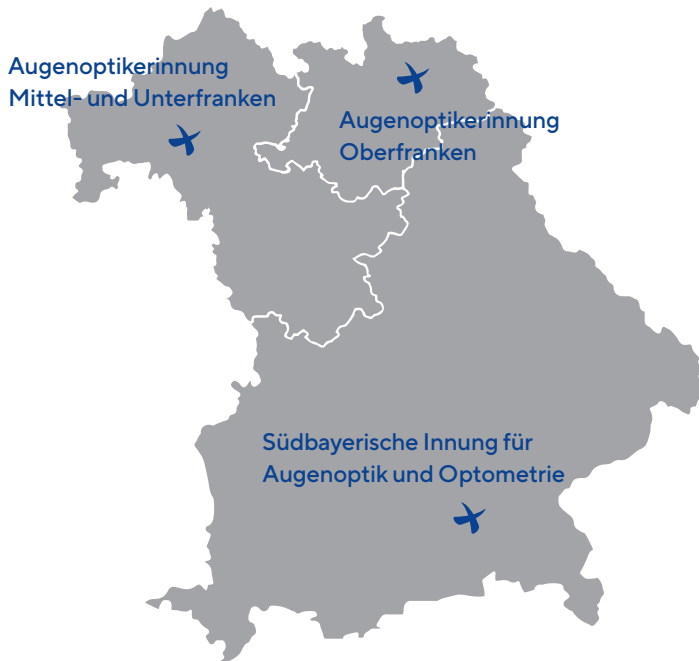 Augenoptikerinnung
Mittel- und Unterfranken
Augenoptikerinnung
Oberfranken
Südbayerische Innung für
Augenoptik und Optometrie